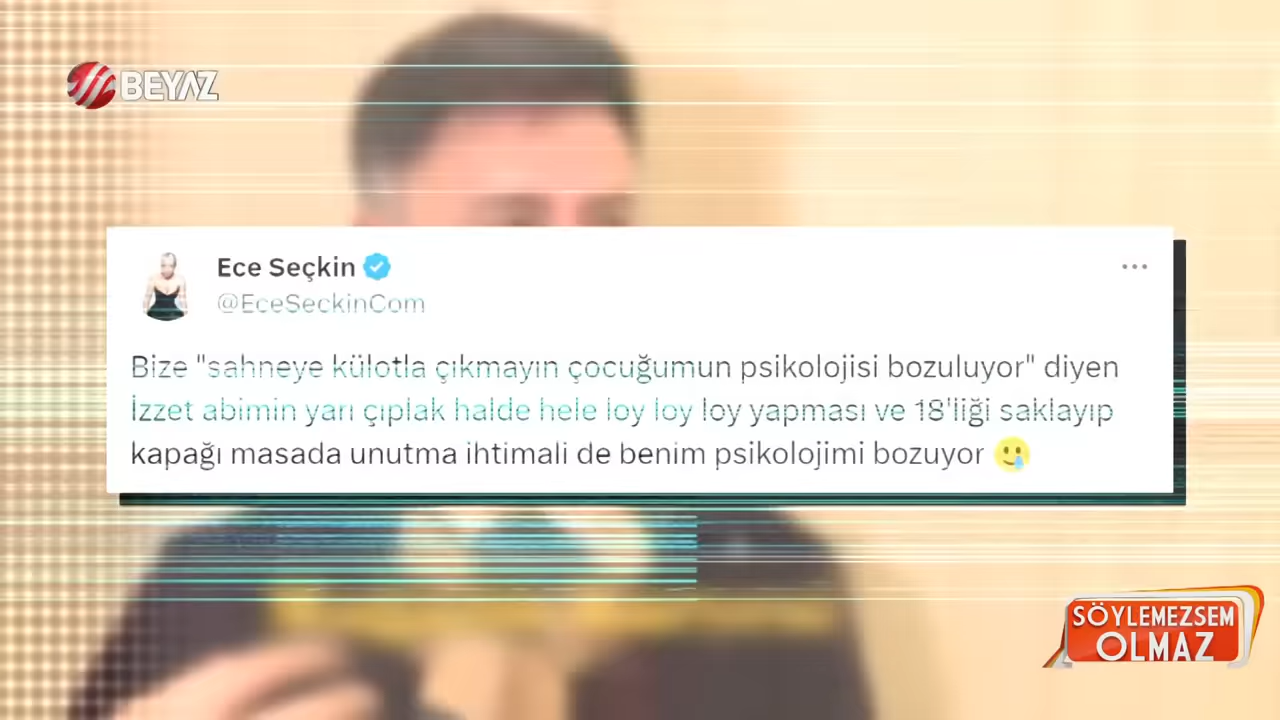 BEYAZ
Ece Seçkin
@EceSeckinCom
Bize "sahneye külotla çıkmayın çocuğumun psikolojisi bozuluyor" diyen
İzzet abimin yarı çıplak halde hele loy loy loy yapması ve 18'liği saklayıp
kapağı masada unutma ihtimali de benim psikolojimi bozuyor 🥲
SÖYLEMEZSEM
OLMAZ